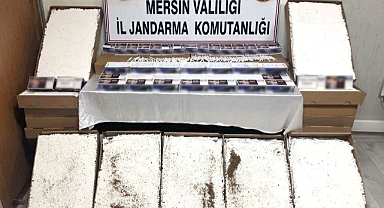 MERSİN VALİLİĞİ
İL JANDARMA KOMUTANLIĞI